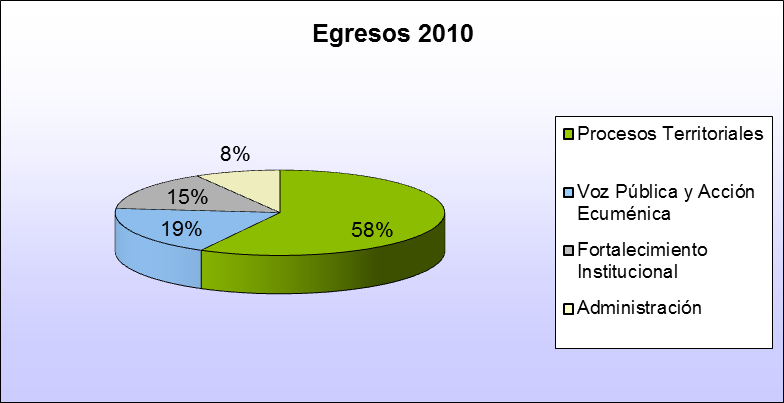 Egresos 2010
8%
15%
19%
58%
Procesos Territoriales
Voz Pública y Acción
Ecuménica
Fortalecimiento
Institucional
Administración